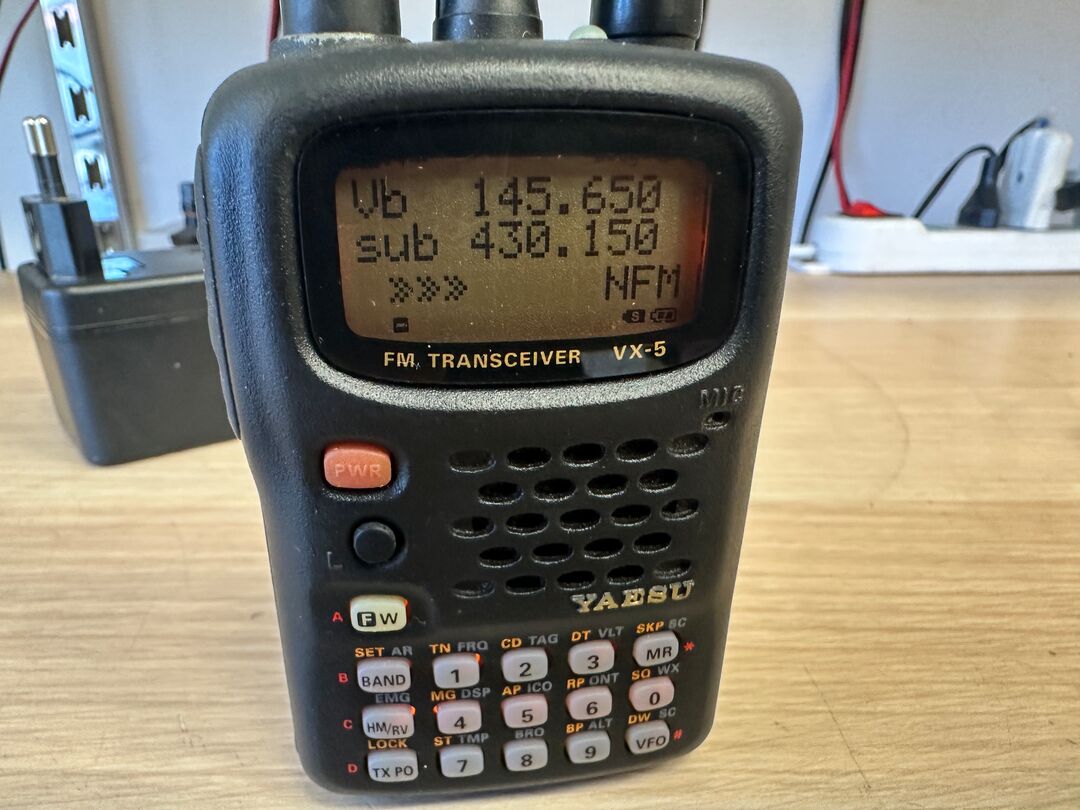 Vb 145.650
sub 430.150
»» NFM
S
FM TRANSCEIVER VX-5
MIC
PWR
YAESU
A F W
SET AR TN FRQ CD TAG DT VLT SKP SC
B BAND 1 2 3 MR *
EMG MG DSP AP ICO RP ONT SQ WX
C HM/RV 4 5 6 0
LOCK ST TMP BRO BP ALT DW SC
D TX PO 7 8 9 VFO #